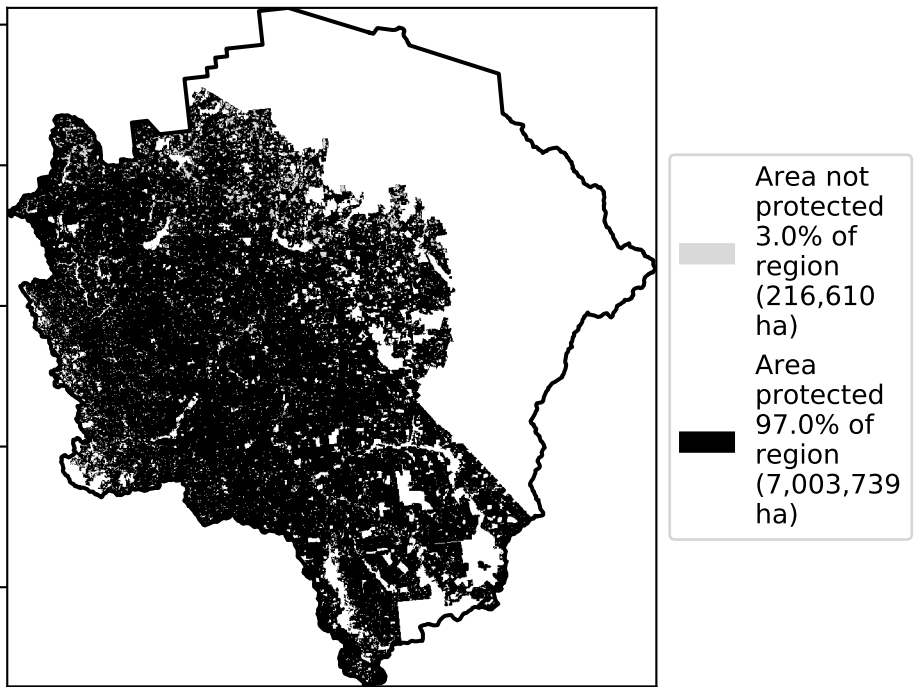 Area not
protected
3.0% of
region
(216,610
ha)
Area
protected
97.0% of
region
(7,003,739
ha)